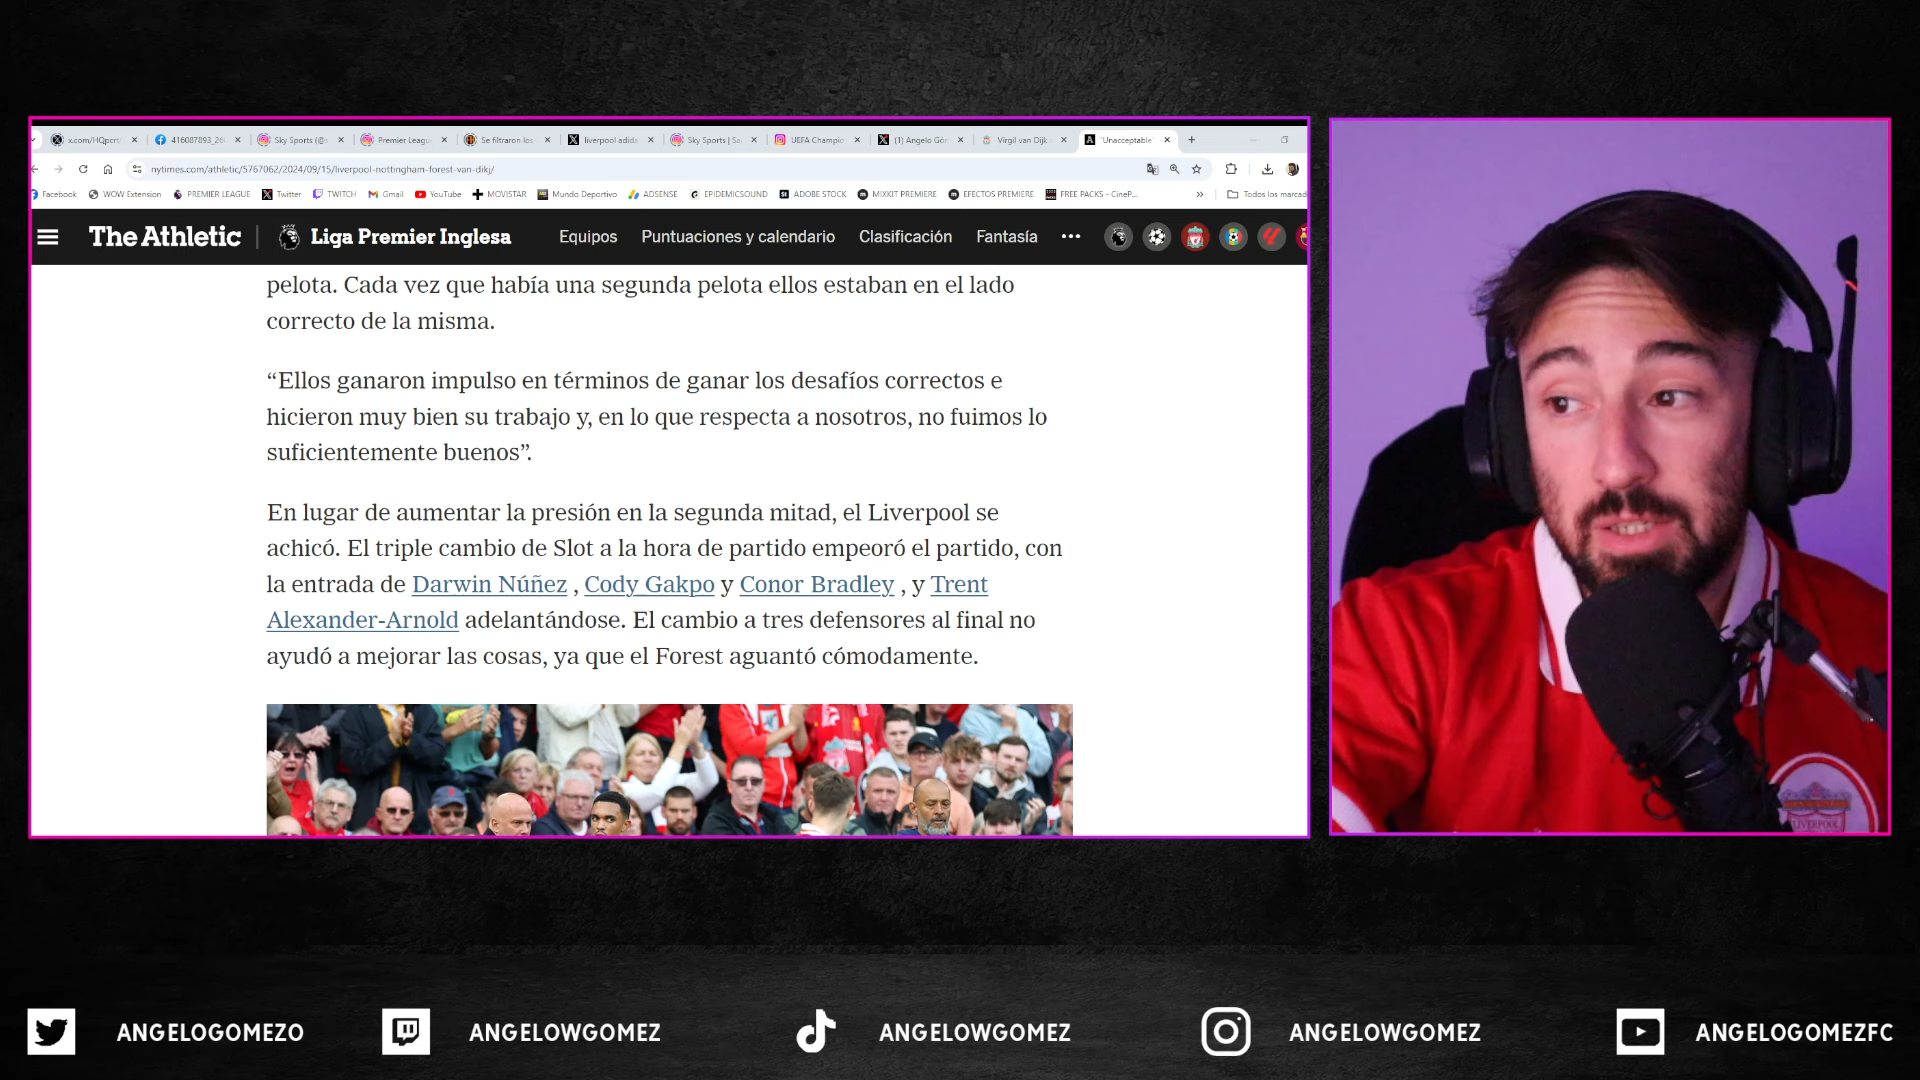 x.com/HQpcrt
416087893_26
Sky Sports (@s
Premier Leagu
Se filtraron los
liverpool adida
Sky Sports | Sa
UEFA Champio
(1) Angelo Gó
Virgil van Dijk
'Unacceptable'
nytimes.com/athletic/5767062/2024/09/15/liverpool-nottingham-forest-van-dikj/
Facebook
WOW Extension
PREMIER LEAGUE
Twitter
TWITCH
Gmail
MOVISTAR
YouTube
Mundo Deportivo
ADSENSE
EPIDEMICSOUND
ADOBE STOCK
MIXKIT PREMIERE
EFECTOS PREMIERE
FREE PACKS - CineP...
Todos los marcad
The Athletic
Liga Premier Inglesa
Equipos
Puntuaciones y calendario
Clasificación
Fantasía
pelota. Cada vez que había una segunda pelota ellos estaban en el lado
correcto de la misma.
“Ellos ganaron impulso en términos de ganar los desafíos correctos e
hicieron muy bien su trabajo y, en lo que respecta a nosotros, no fuimos lo
suficientemente buenos”.
En lugar de aumentar la presión en la segunda mitad, el Liverpool se
achicó. El triple cambio de Slot a la hora de partido empeoró el partido, con
la entrada de Darwin Núñez , Cody Gakpo y Conor Bradley , y Trent
Alexander-Arnold adelantándose. El cambio a tres defensores al final no
ayudó a mejorar las cosas, ya que el Forest aguantó cómodamente.
LIVERPOOL
ANGELOGOMEZO
ANGELOWGOMEZ
ANGELOWGOMEZ
ANGELOWGOMEZ
ANGELOGOMEZFC